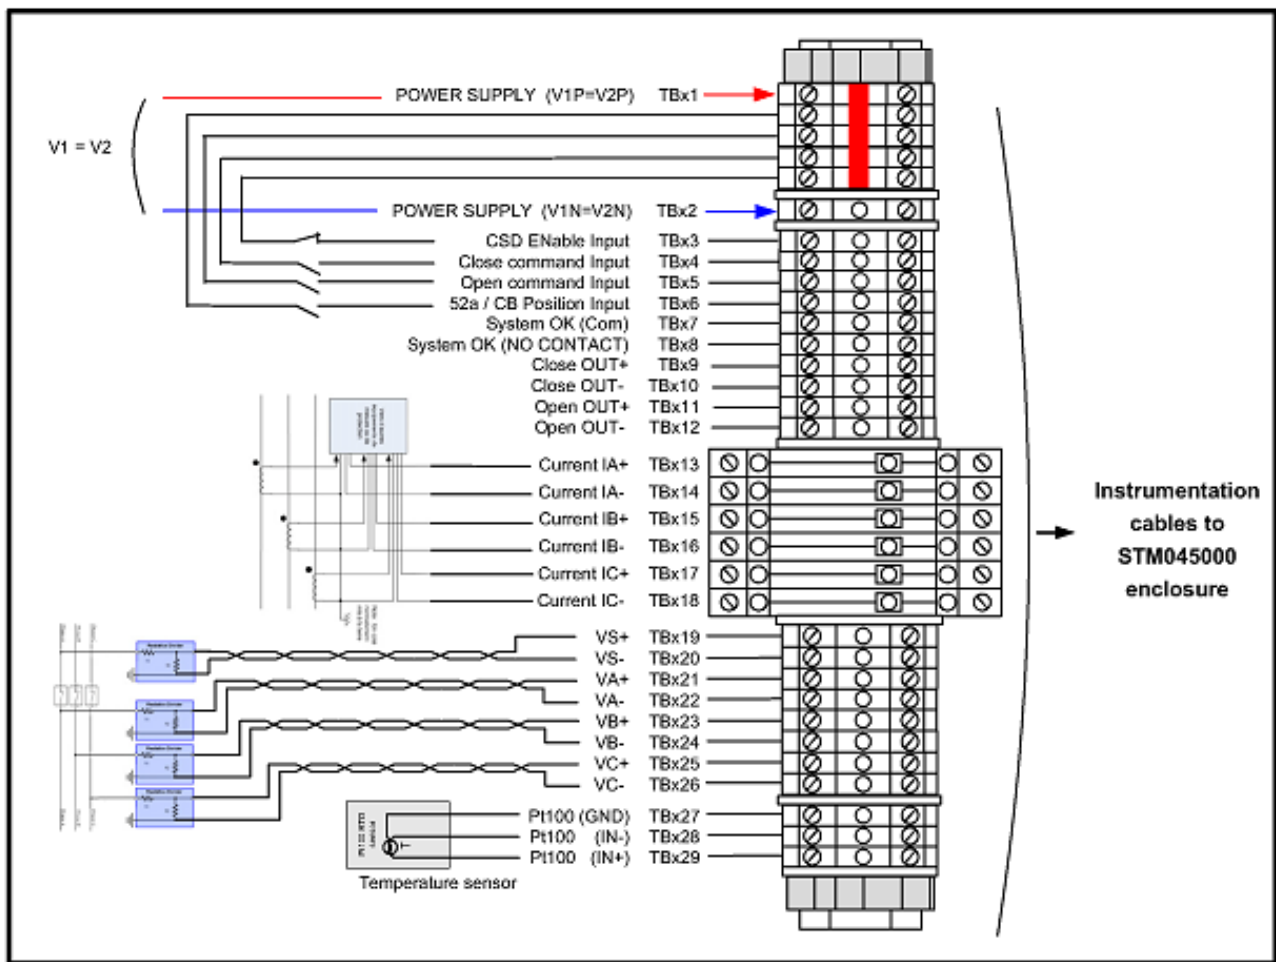 POWER SUPPLY (V1P=V2P) TBx1
V1 = V2
POWER SUPPLY (V1N=V2N) TBx2
CSD ENable Input TBx3
Close command Input TBx4
Open command Input TBx5
52a / CB Position Input TBx6
System OK (Com) TBx7
System OK (NO CONTACT) TBx8
Close OUT+ TBx9
Close OUT- TBx10
Open OUT+ TBx11
Open OUT- TBx12
Current IA+ TBx13
Current IA- TBx14
Current IB+ TBx15
Current IB- TBx16
Current IC+ TBx17
Current IC- TBx18
Instrumentation
cables to
STM045000
enclosure
VS+ TBx19
VS- TBx20
VA+ TBx21
VA- TBx22
VB+ TBx23
VB- TBx24
VC+ TBx25
VC- TBx26
Pt100 (GND) TBx27
Pt100 (IN-) TBx28
Pt100 (IN+) TBx29
T
Temperature sensor